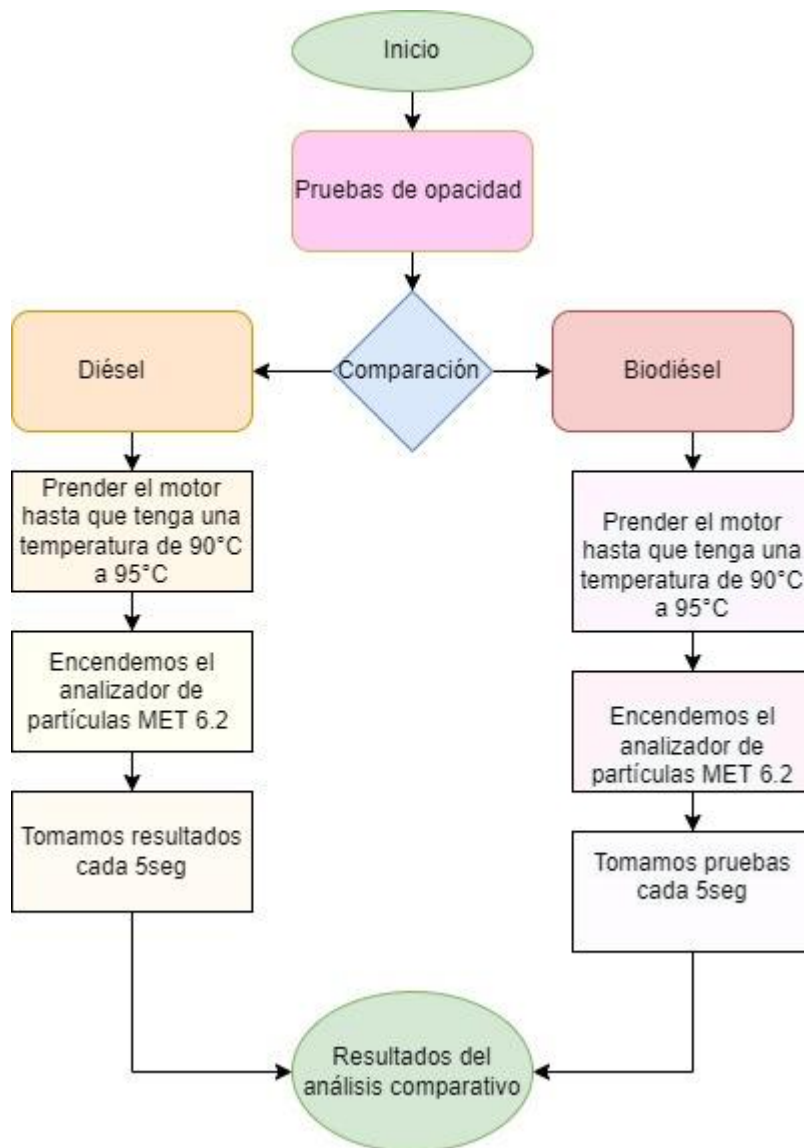 Inicio
Pruebas de opacidad
Comparación
Diésel
Biodiésel
Prender el motor
hasta que tenga una
temperatura de 90°C
a 95°C
Encendemos el
analizador de
partículas MET 6.2
Tomamos resultados
cada 5seg
Prender el motor
hasta que tenga una
temperatura de 90°C
a 95°C
Encendemos el
analizador de
partículas MET 6.2
Tomamos pruebas
cada 5seg
Resultados del
análisis comparativo